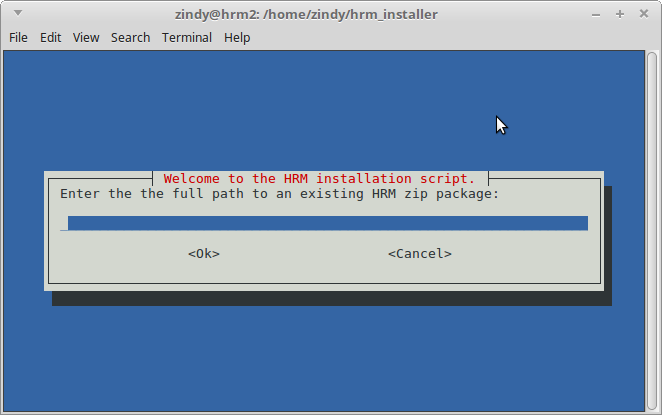 zindy@hrm2: /home/zindy/hrm_installer
File Edit View Search Terminal Help
Welcome to the HRM installation script.
Enter the the full path to an existing HRM zip package:
<Ok> <Cancel>